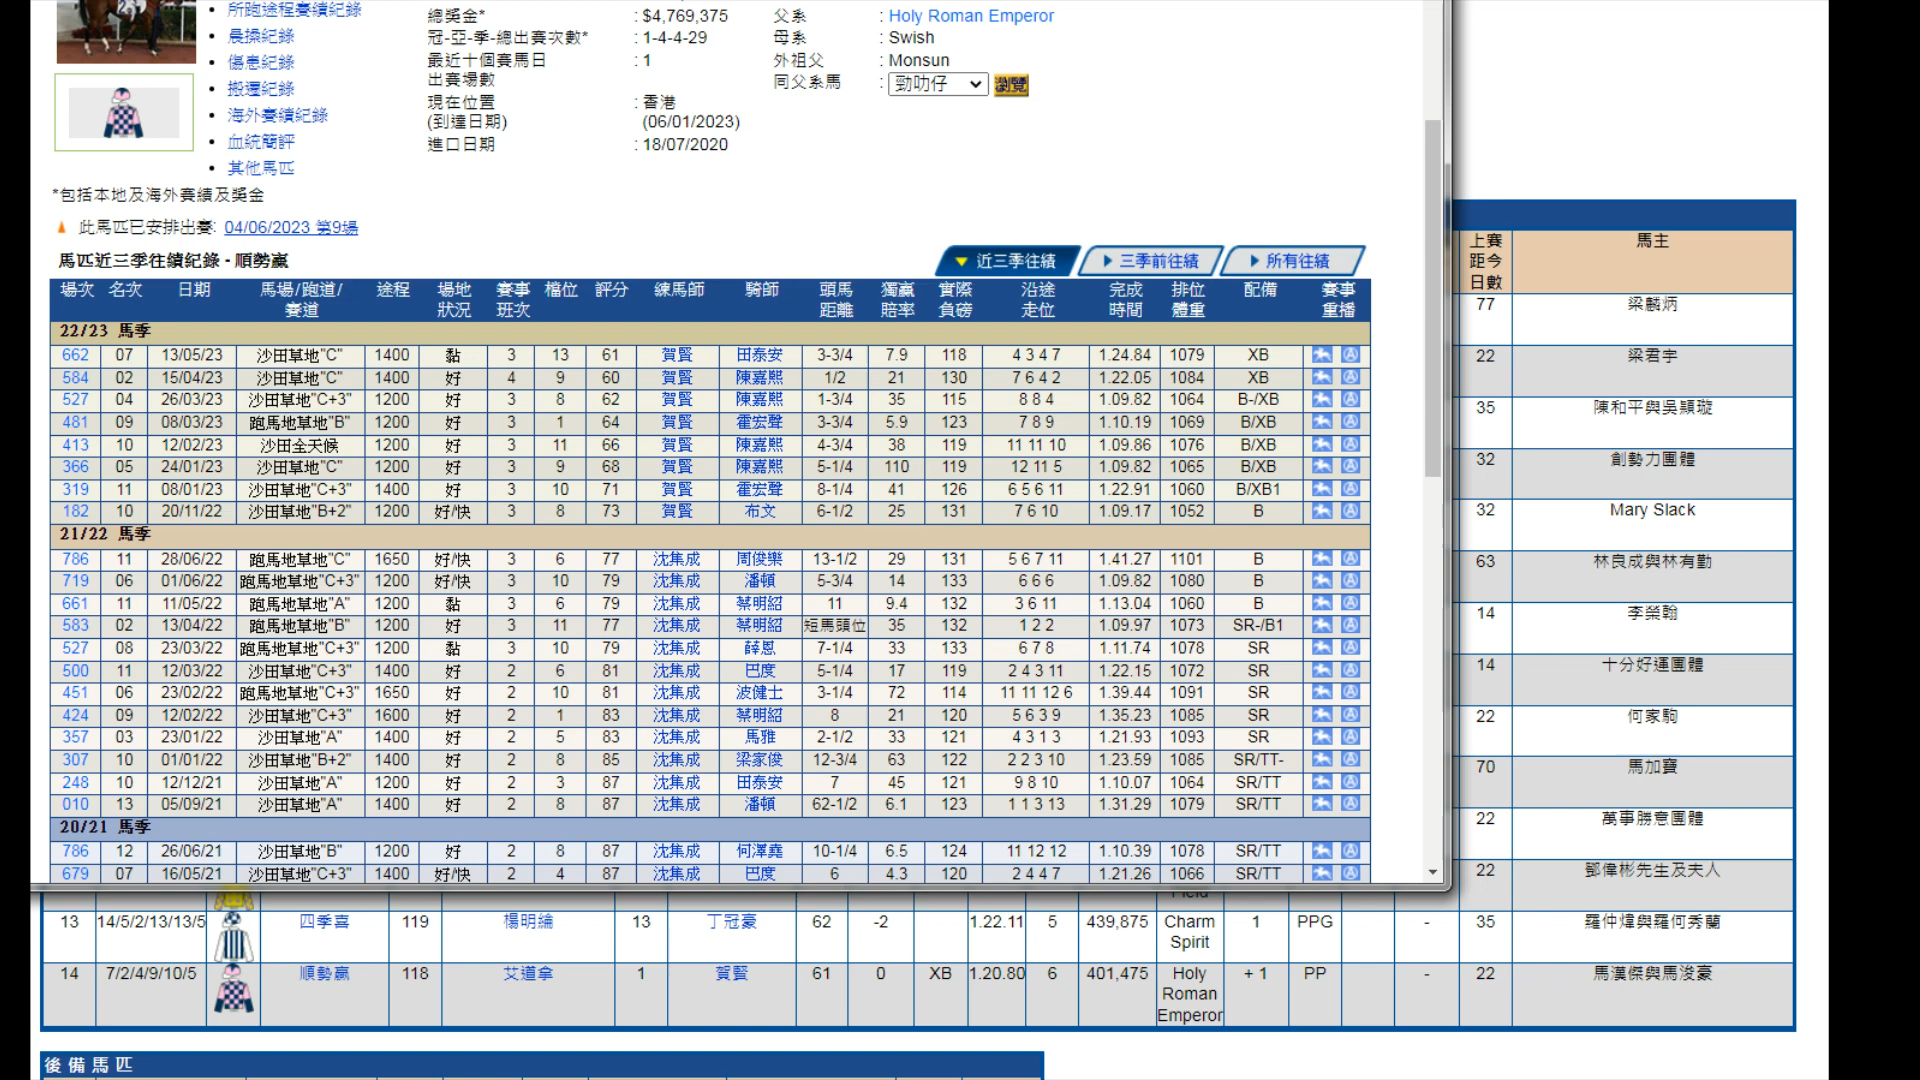 所跑途程賽績紀錄
晨操紀錄
傷患紀錄
搬遷紀錄
海外賽績紀錄
血統簡評
其他馬匹
總獎金* : $4,769,375 父系 : Holy Roman Emperor
冠-亞-季-總出賽次數* : 1-4-4-29 母系 : Swish
最近十個賽馬日 : 1 外祖父 : Monsun
出賽場數 同父系馬 : 勁叻仔 瀏覽
現在位置 : 香港
(到達日期) (06/01/2023)
進口日期 : 18/07/2020
*包括本地及海外賽績及獎金
此馬匹已安排出賽: 04/06/2023 第9場
馬匹近三季往績紀錄 - 順勢贏 近三季往績 三季前往績 所有往績
場次 名次 日期 馬場/跑道/賽道 途程 場地狀況 賽事班次 檔位 評分 練馬師 騎師 頭馬距離 獨贏賠率 實際負磅 沿途走位 完成時間 排位體重 配備 賽事重播
22/23 馬季
662 07 13/05/23 沙田草地"C" 1400 黏 3 13 61 賀賢 田泰安 3-3/4 7.9 118 4 3 4 7 1.24.84 1079 XB
584 02 15/04/23 沙田草地"C" 1400 好 4 9 60 賀賢 陳嘉熙 1/2 21 130 7 6 4 2 1.22.05 1084 XB
527 04 26/03/23 沙田草地"C+3" 1200 好 3 8 62 賀賢 陳嘉熙 1-3/4 35 115 8 8 4 1.09.82 1064 B-/XB
481 09 08/03/23 跑馬地草地"B" 1200 好 3 1 64 賀賢 霍宏聲 3-3/4 5.9 123 7 8 9 1.10.19 1069 B/XB
413 10 12/02/23 沙田全天候 1200 好 3 11 66 賀賢 陳嘉熙 4-3/4 38 119 11 11 10 1.09.86 1076 B/XB
366 05 24/01/23 沙田草地"C" 1200 好 3 9 68 賀賢 陳嘉熙 5-1/4 110 119 12 11 5 1.09.82 1065 B/XB
319 11 08/01/23 沙田草地"C+3" 1400 好 3 10 71 賀賢 霍宏聲 8-1/4 41 126 6 5 6 11 1.22.91 1060 B/XB1
182 10 20/11/22 沙田草地"B+2" 1200 好/快 3 8 73 賀賢 布文 6-1/2 25 131 7 6 10 1.09.17 1052 B
21/22 馬季
786 11 28/06/22 跑馬地草地"C" 1650 好/快 3 6 77 沈集成 周俊樂 13-1/2 29 131 5 6 7 11 1.41.27 1101 B
719 06 01/06/22 跑馬地草地"C+3" 1200 好/快 3 10 79 沈集成 潘頓 5-3/4 14 133 6 6 6 1.09.82 1080 B
661 11 11/05/22 跑馬地草地"A" 1200 黏 3 6 79 沈集成 蔡明紹 11 9.4 132 3 6 11 1.13.04 1060 B
583 02 13/04/22 跑馬地草地"B" 1200 好 3 11 77 沈集成 蔡明紹 短馬頭位 35 132 1 2 2 1.09.97 1073 SR-/B1
527 08 23/03/22 跑馬地草地"C+3" 1200 黏 3 10 79 沈集成 薛恩 7-1/4 33 133 6 7 8 1.11.74 1078 SR
500 11 12/03/22 沙田草地"C+3" 1400 好 2 6 81 沈集成 巴度 5-1/4 17 119 2 4 3 11 1.22.15 1072 SR
451 06 23/02/22 跑馬地草地"C+3" 1650 好 2 10 81 沈集成 波健士 3-1/4 72 114 11 11 12 6 1.39.44 1091 SR
424 09 12/02/22 沙田草地"C+3" 1600 好 2 1 83 沈集成 蔡明紹 8 21 120 5 6 3 9 1.35.23 1085 SR
357 03 23/01/22 沙田草地"A" 1400 好 2 5 83 沈集成 馬雅 2-1/2 33 121 4 3 1 3 1.21.93 1093 SR
307 10 01/01/22 沙田草地"B+2" 1400 好 2 8 85 沈集成 梁家俊 12-3/4 63 122 2 2 3 10 1.23.59 1085 SR/TT-
248 10 12/12/21 沙田草地"A" 1200 好 2 3 87 沈集成 田泰安 7 45 121 9 8 10 1.10.07 1064 SR/TT
010 13 05/09/21 沙田草地"A" 1400 好 2 8 87 沈集成 潘頓 62-1/2 6.1 123 1 1 3 13 1.31.29 1079 SR/TT
20/21 馬季
786 12 26/06/21 沙田草地"B" 1200 好 2 8 87 沈集成 何澤堯 10-1/4 6.5 124 11 12 12 1.10.39 1078 SR/TT
679 07 16/05/21 沙田草地"C+3" 1400 好/快 2 4 87 沈集成 巴度 6 4.3 120 2 4 4 7 1.21.26 1066 SR/TT
上賽距今日數 馬主
77 梁麟炳
22 梁君宇
35 陳和平與吳穎璇
32 創勢力團體
32 Mary Slack
63 林良成與林有勤
14 李榮翰
14 十分好運團體
22 何家駒
70 馬加寶
22 萬事勝意團體
22 鄧偉彬先生及夫人
13 14/5/2/13/13/5 四季喜 119 楊明綸 13 丁冠豪 62 -2 1.22.11 5 439,875 Charm Spirit 1 PPG - 35 羅仲煒與羅何秀蘭
14 7/2/4/9/10/5 順勢贏 118 艾道拿 1 賀賢 61 0 XB 1.20.80 6 401,475 Holy Roman Emperor + 1 PP - 22 馬漢傑與馬浚豪
後備馬匹